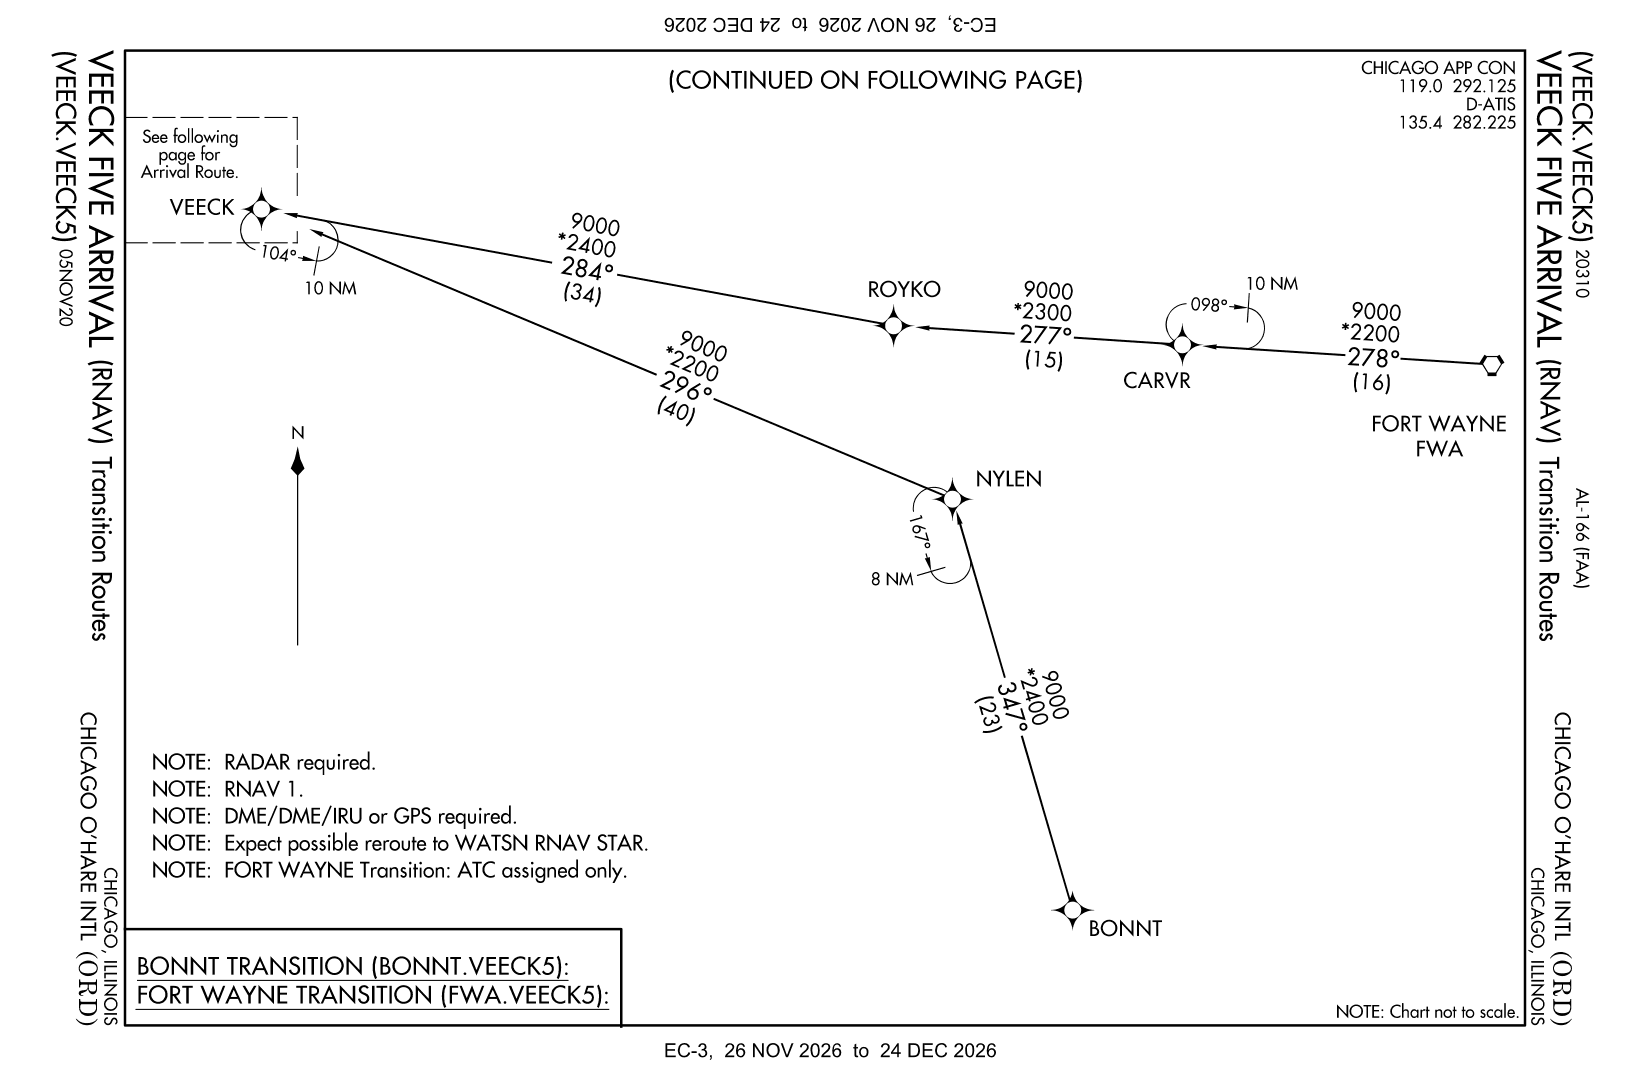 EC-3, 26 NOV 2026 to 24 DEC 2026
(VEECK.VEECK5) 05NOV20
VEECK FIVE ARRIVAL (RNAV) Transition Routes
CHICAGO O'HARE INTL (ORD)
CHICAGO, ILLINOIS
(CONTINUED ON FOLLOWING PAGE)
CHICAGO APP CON
119.0 292.125
D-ATIS
135.4 282.225
See following
page for
Arrival Route.
VEECK
104°
10 NM
9000
*2400
284°
(34)
ROYKO
9000
*2300
277°
(15)
098°
10 NM
CARVR
9000
*2200
278°
(16)
FORT WAYNE
FWA
9000
*2200
296°
(40)
N
NYLEN
167°
8 NM
9000
*2400
347°
(23)
BONNT
NOTE: RADAR required.
NOTE: RNAV 1.
NOTE: DME/DME/IRU or GPS required.
NOTE: Expect possible reroute to WATSN RNAV STAR.
NOTE: FORT WAYNE Transition: ATC assigned only.
BONNT TRANSITION (BONNT.VEECK5):
FORT WAYNE TRANSITION (FWA.VEECK5):
NOTE: Chart not to scale.
(VEECK.VEECK5) 20310
VEECK FIVE ARRIVAL (RNAV) Transition Routes
AL-166 (FAA)
CHICAGO O'HARE INTL (ORD)
CHICAGO, ILLINOIS
EC-3, 26 NOV 2026 to 24 DEC 2026